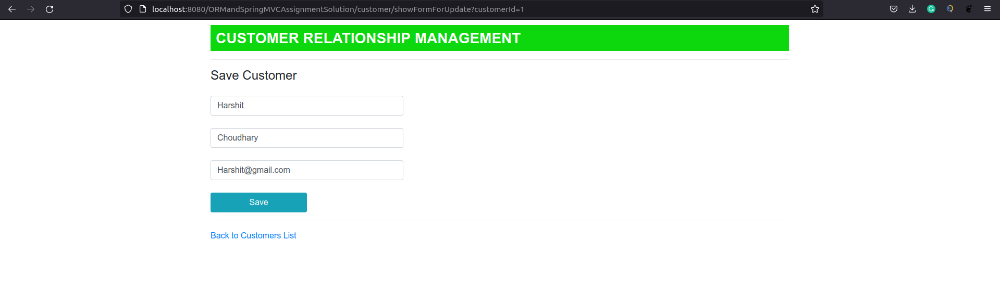 localhost:8080/ORMandSpringMVCAssignmentSolution/customer/showFormForUpdate?customerId=1
CUSTOMER RELATIONSHIP MANAGEMENT
Save Customer
Harshit
Choudhary
Harshit@gmail.com
Save
Back to Customers List